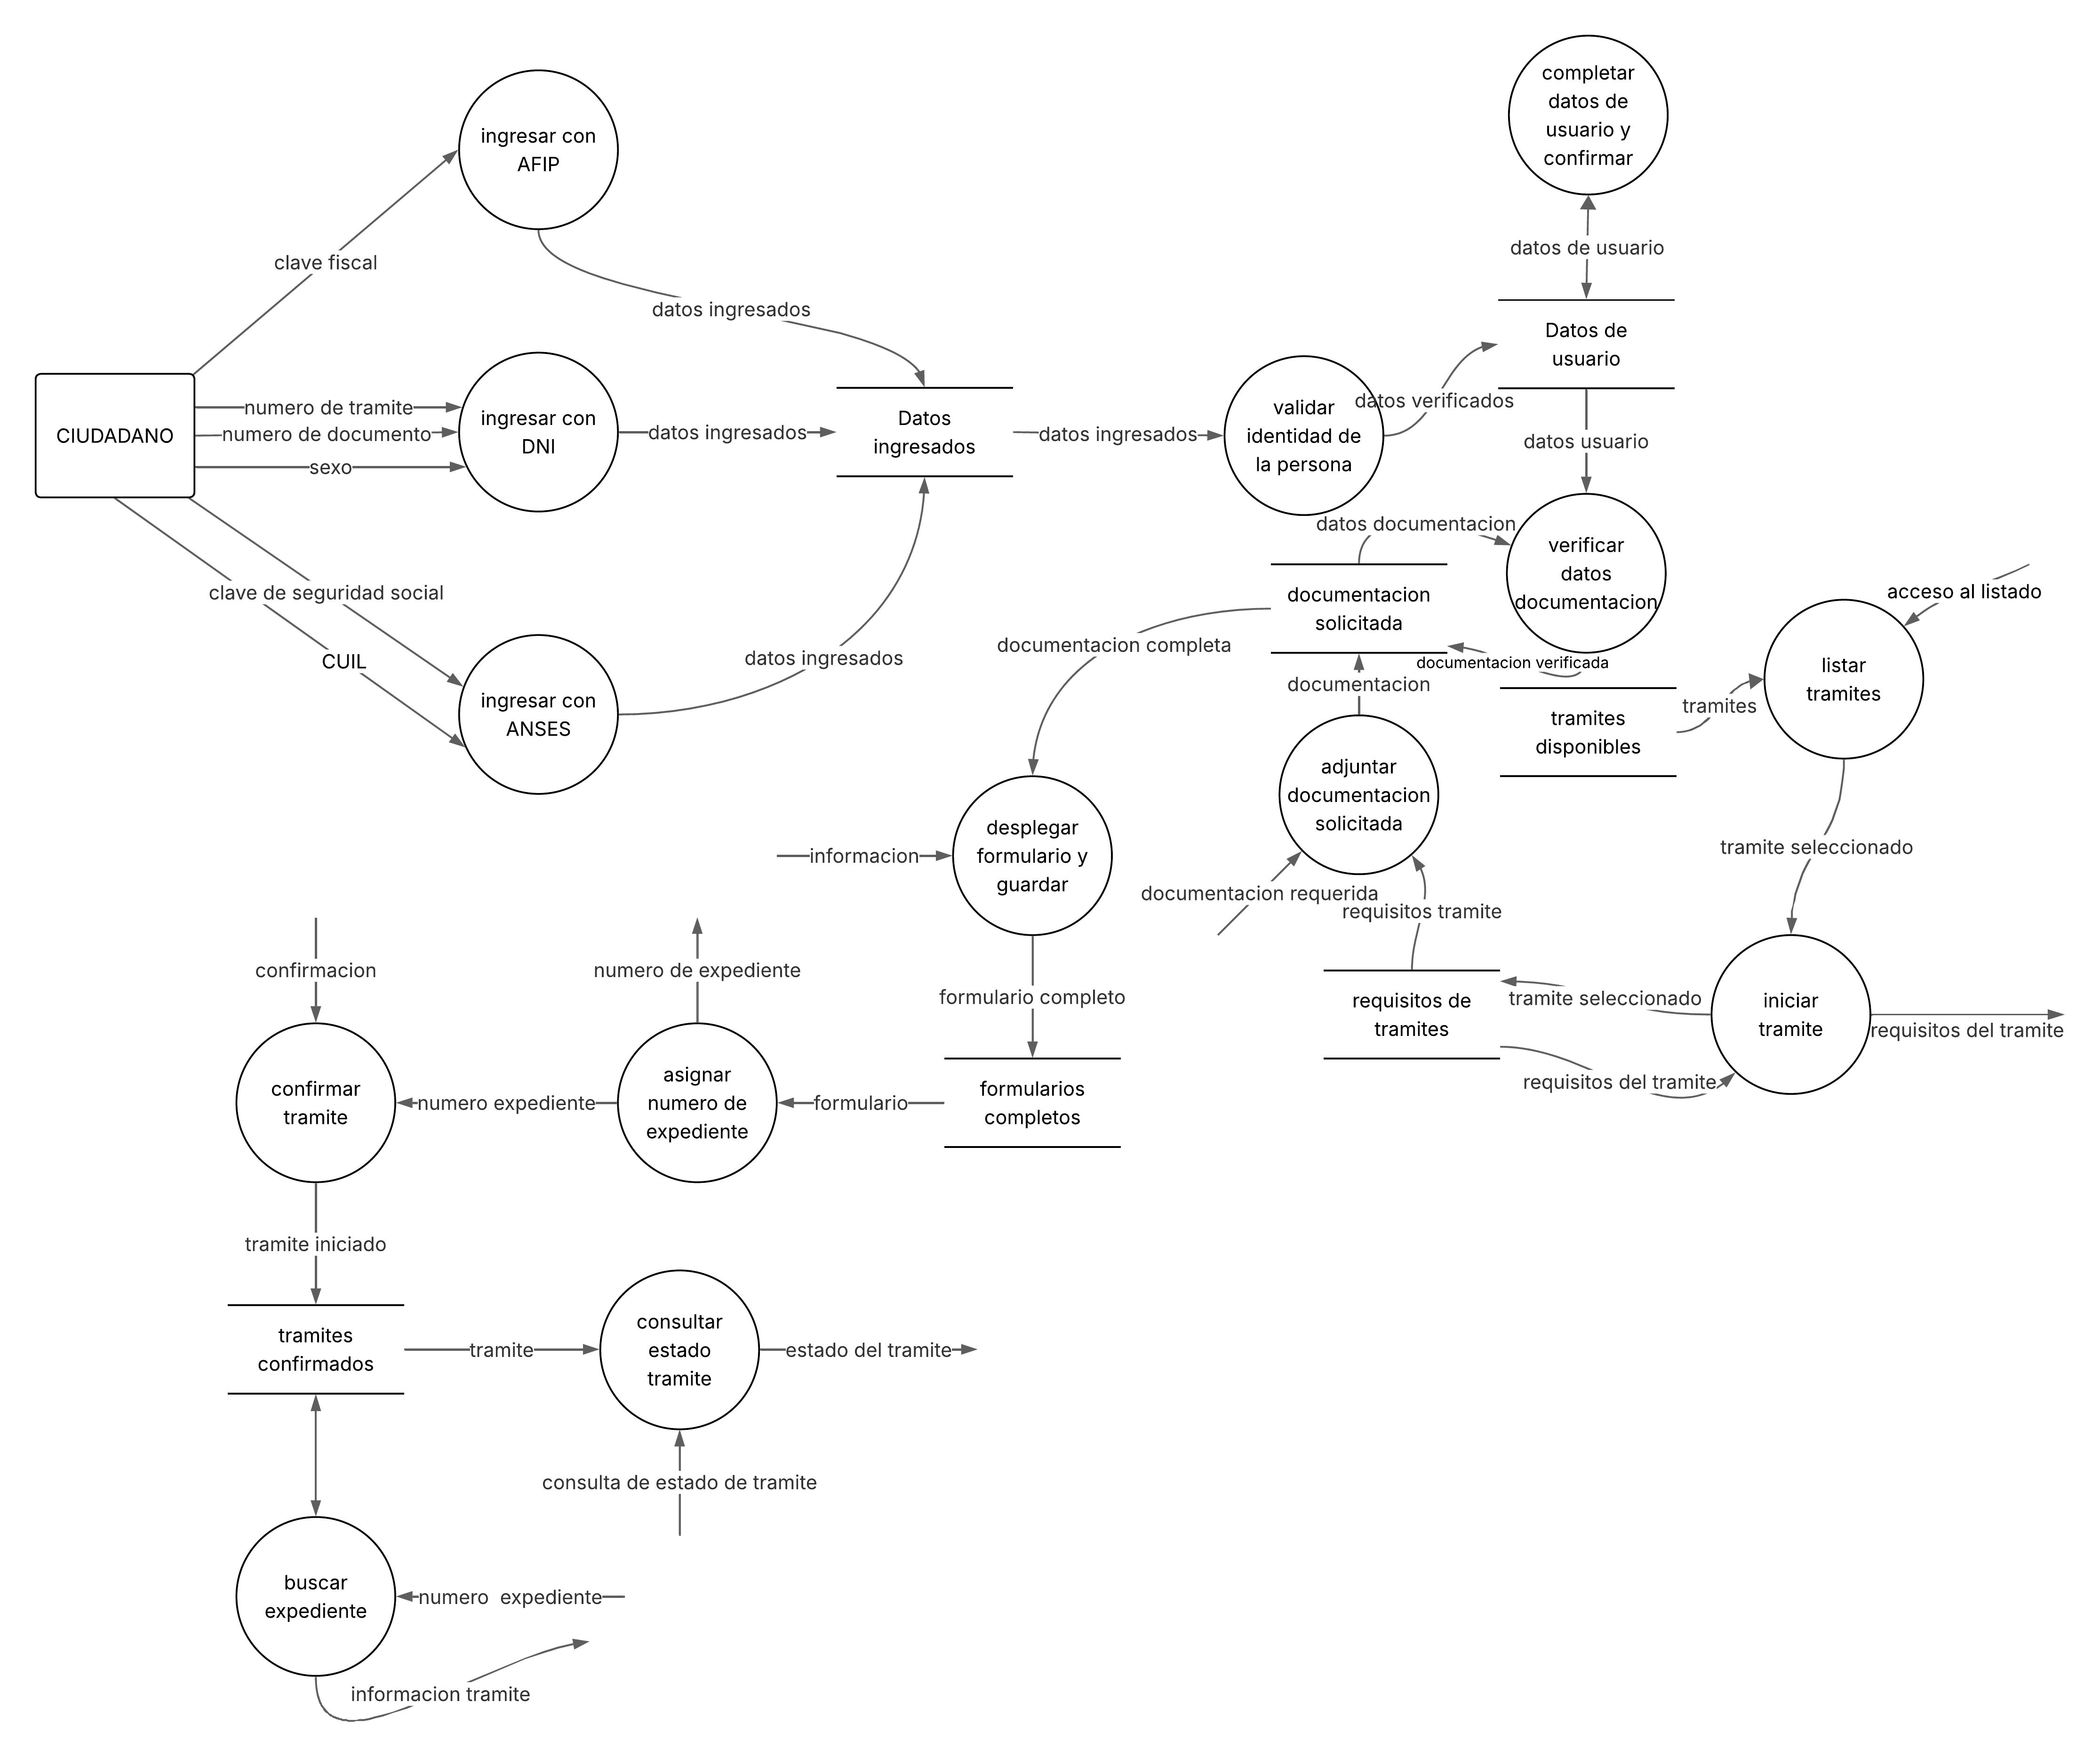 completar
datos de
usuario y
confirmar
ingresar con
AFIP
datos de usuario
clave fiscal
datos ingresados
Datos de
usuario
CIUDADANO
numero de tramite
numero de documento
sexo
ingresar con
DNI
datos ingresados
Datos
ingresados
datos ingresados
validar
identidad de
la persona
datos verificados
datos usuario
datos documentacion
verificar
datos
documentacion
clave de seguridad social
CUIL
datos ingresados
documentacion completa
documentacion
solicitada
documentacion verificada
acceso al listado
listar
tramites
ingresar con
ANSES
documentacion
tramites
disponibles
tramites
adjuntar
documentacion
solicitada
informacion
desplegar
formulario y
guardar
tramite seleccionado
documentacion requerida
requisitos tramite
confirmacion
numero de expediente
formulario completo
requisitos de
tramites
tramite seleccionado
iniciar
tramite
requisitos del tramite
requisitos del tramite
confirmar
tramite
numero expediente
asignar
numero de
expediente
formulario
formularios
completos
tramite iniciado
tramites
confirmados
tramite
consultar
estado
tramite
estado del tramite
consulta de estado de tramite
buscar
expediente
numero  expediente
informacion tramite